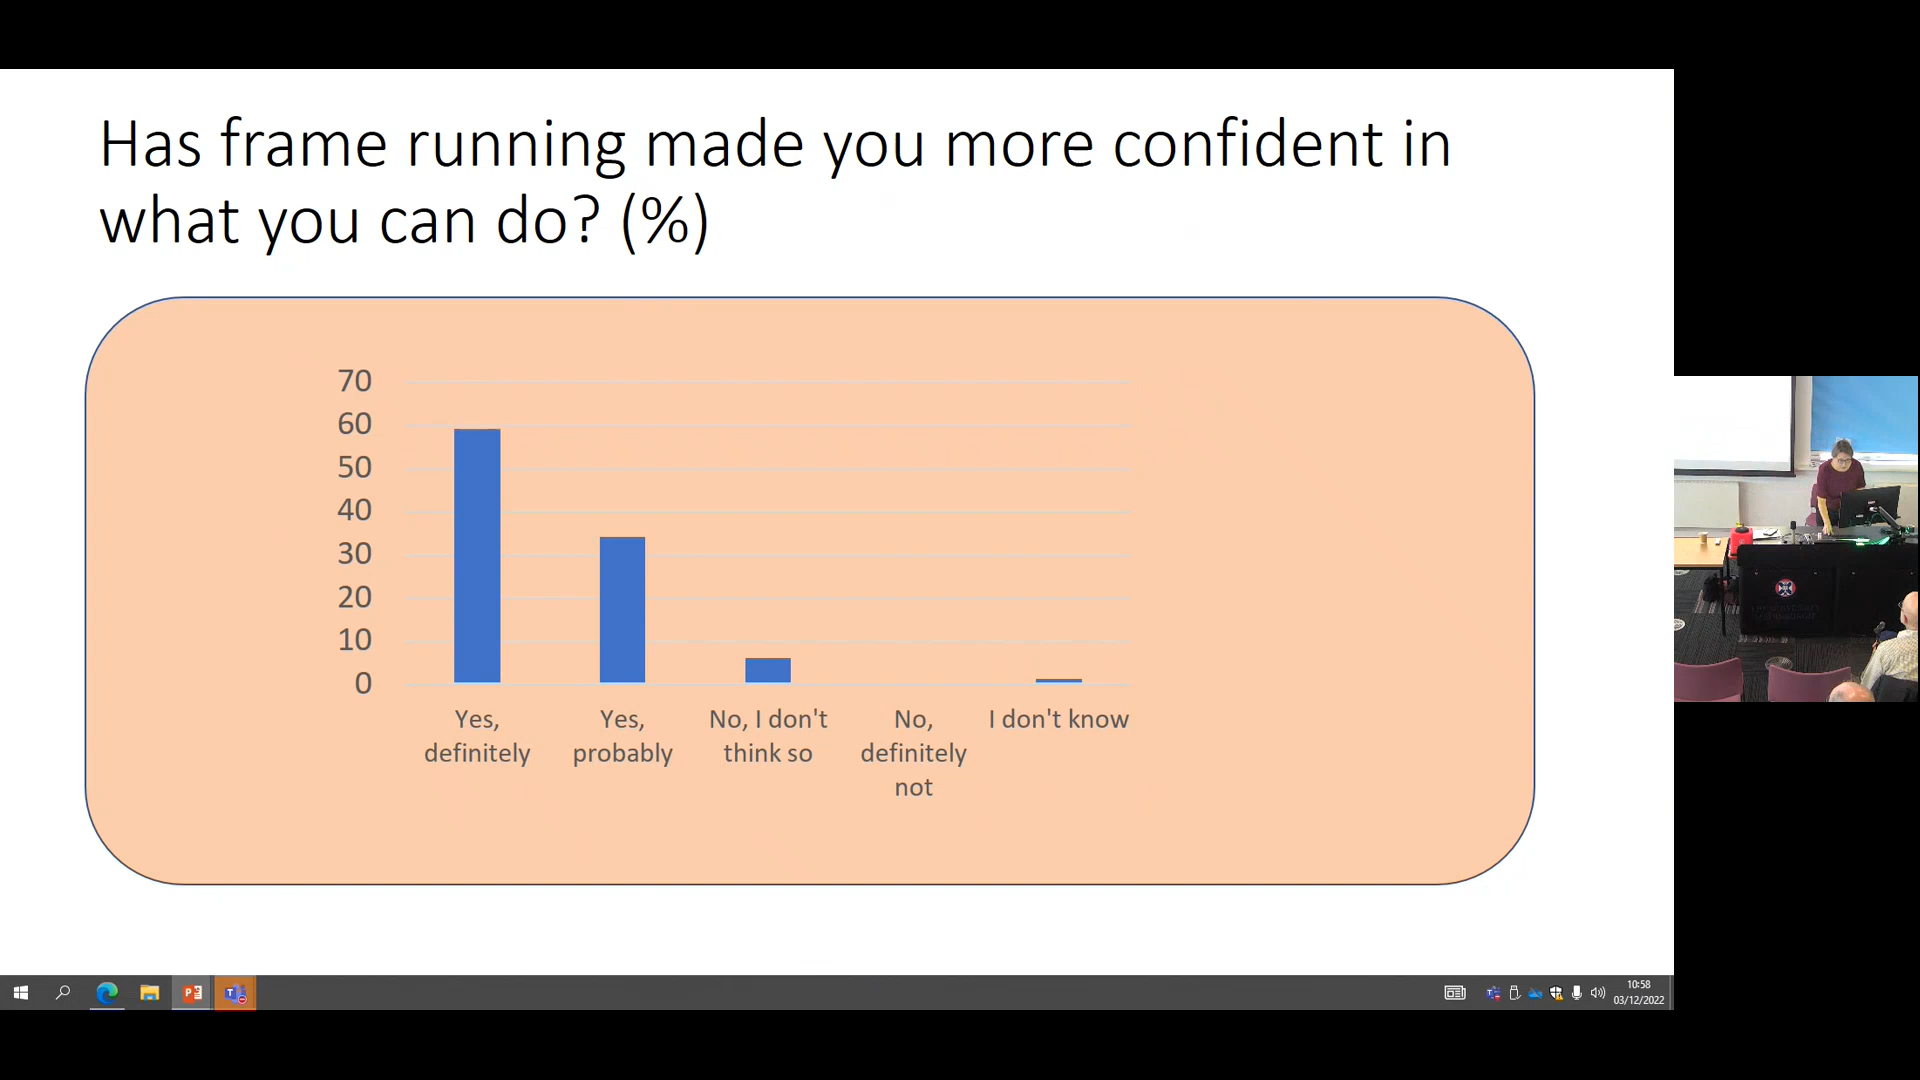 Has frame running made you more confident in
what you can do? (%)
70
60
50
40
30
20
10
0
Yes,
definitely
Yes,
probably
No, I don't
think so
No,
definitely
not
I don't know
10:58
03/12/2022